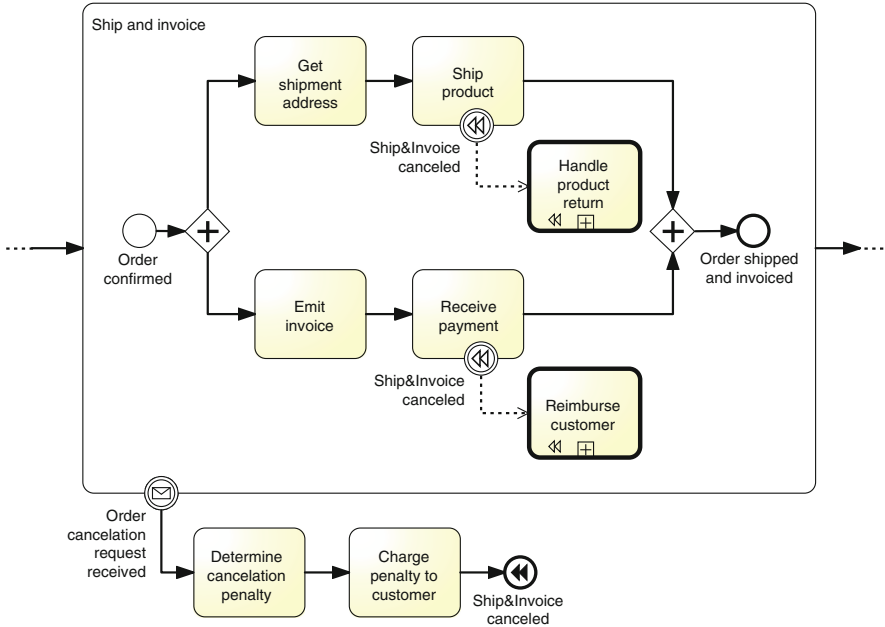 Ship and invoice
Get
shipment
address
Ship
product
Ship&Invoice
canceled
Handle
product
return
Order
confirmed
Order shipped
and invoiced
Emit
invoice
Receive
payment
Ship&Invoice
canceled
Reimburse
customer
Order
cancelation
request
received
Determine
cancelation
penalty
Charge
penalty to
customer
Ship&Invoice
canceled